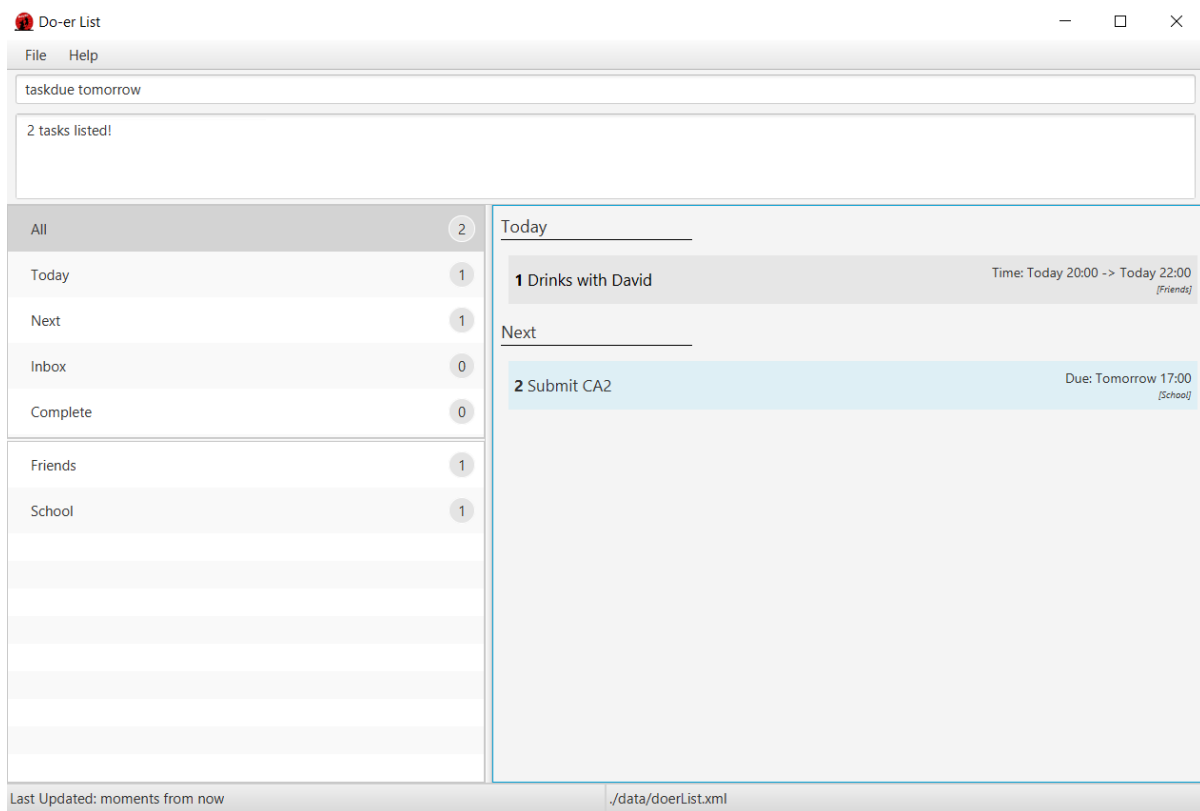 Do-er List
File Help
taskdue tomorrow
2 tasks listed!
All 2
Today 1
Next 1
Inbox 0
Complete 0
Friends 1
School 1
Today
1 Drinks with David Time: Today 20:00 -> Today 22:00
[Friends]
Next
2 Submit CA2 Due: Tomorrow 17:00
[School]
Last Updated: moments from now ./data/doerList.xml